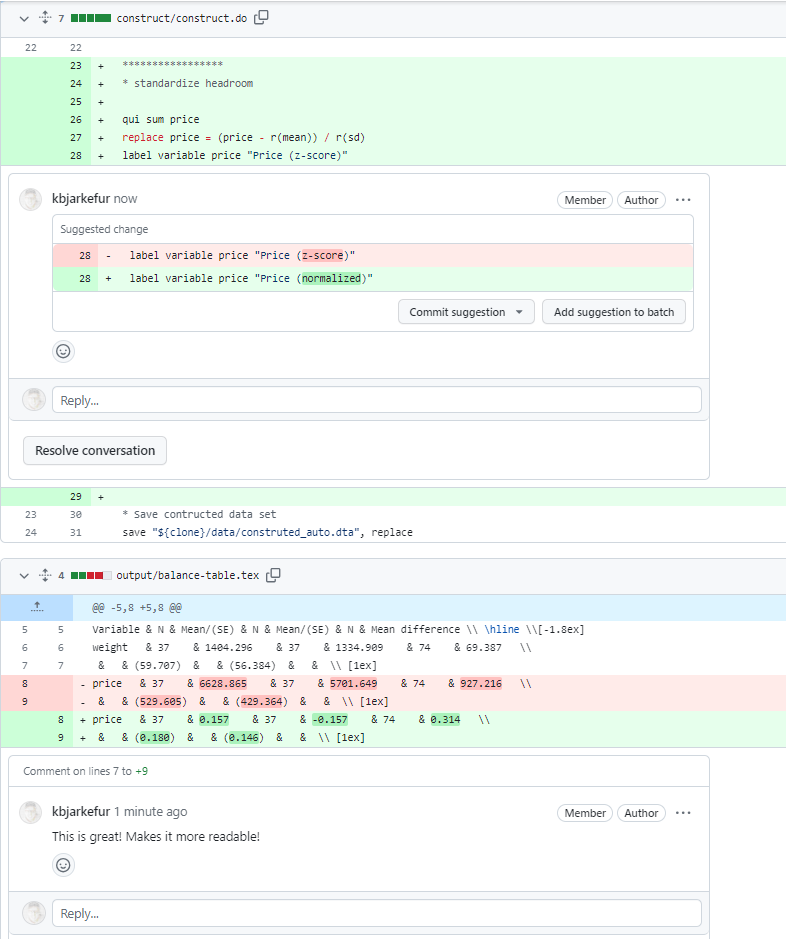 7 construct/construct.do
22 22
23 + *****************
24 + * standardize headroom
25 +
26 + qui sum price
27 + replace price = (price - r(mean)) / r(sd)
28 + label variable price "Price (z-score)"
kbjarkefur now Member Author ...
Suggested change
28 - label variable price "Price (z-score)"
28 + label variable price "Price (normalized)"
Commit suggestion Add suggestion to batch
Reply...
Resolve conversation
29 +
23 30 * Save contructed data set
24 31 save "${clone}/data/construted_auto.dta", replace
4 output/balance-table.tex
@@ -5,8 +5,8 @@
5 5 Variable & N & Mean/(SE) & N & Mean/(SE) & N & Mean difference \\ \hline \\[-1.8ex]
6 6 weight & 37 & 1404.296 & 37 & 1334.909 & 74 & 69.387 \\
7 7 & & (59.707) & & (56.384) & & \\ [1ex]
8 - price & 37 & 6628.865 & 37 & 5701.649 & 74 & 927.216 \\
9 - & & (529.605) & & (429.364) & & \\ [1ex]
8 + price & 37 & 0.157 & 37 & -0.157 & 74 & 0.314 \\
9 + & & (0.180) & & (0.146) & & \\ [1ex]
Comment on lines 7 to +9
kbjarkefur 1 minute ago Member Author ...
This is great! Makes it more readable!
Reply...